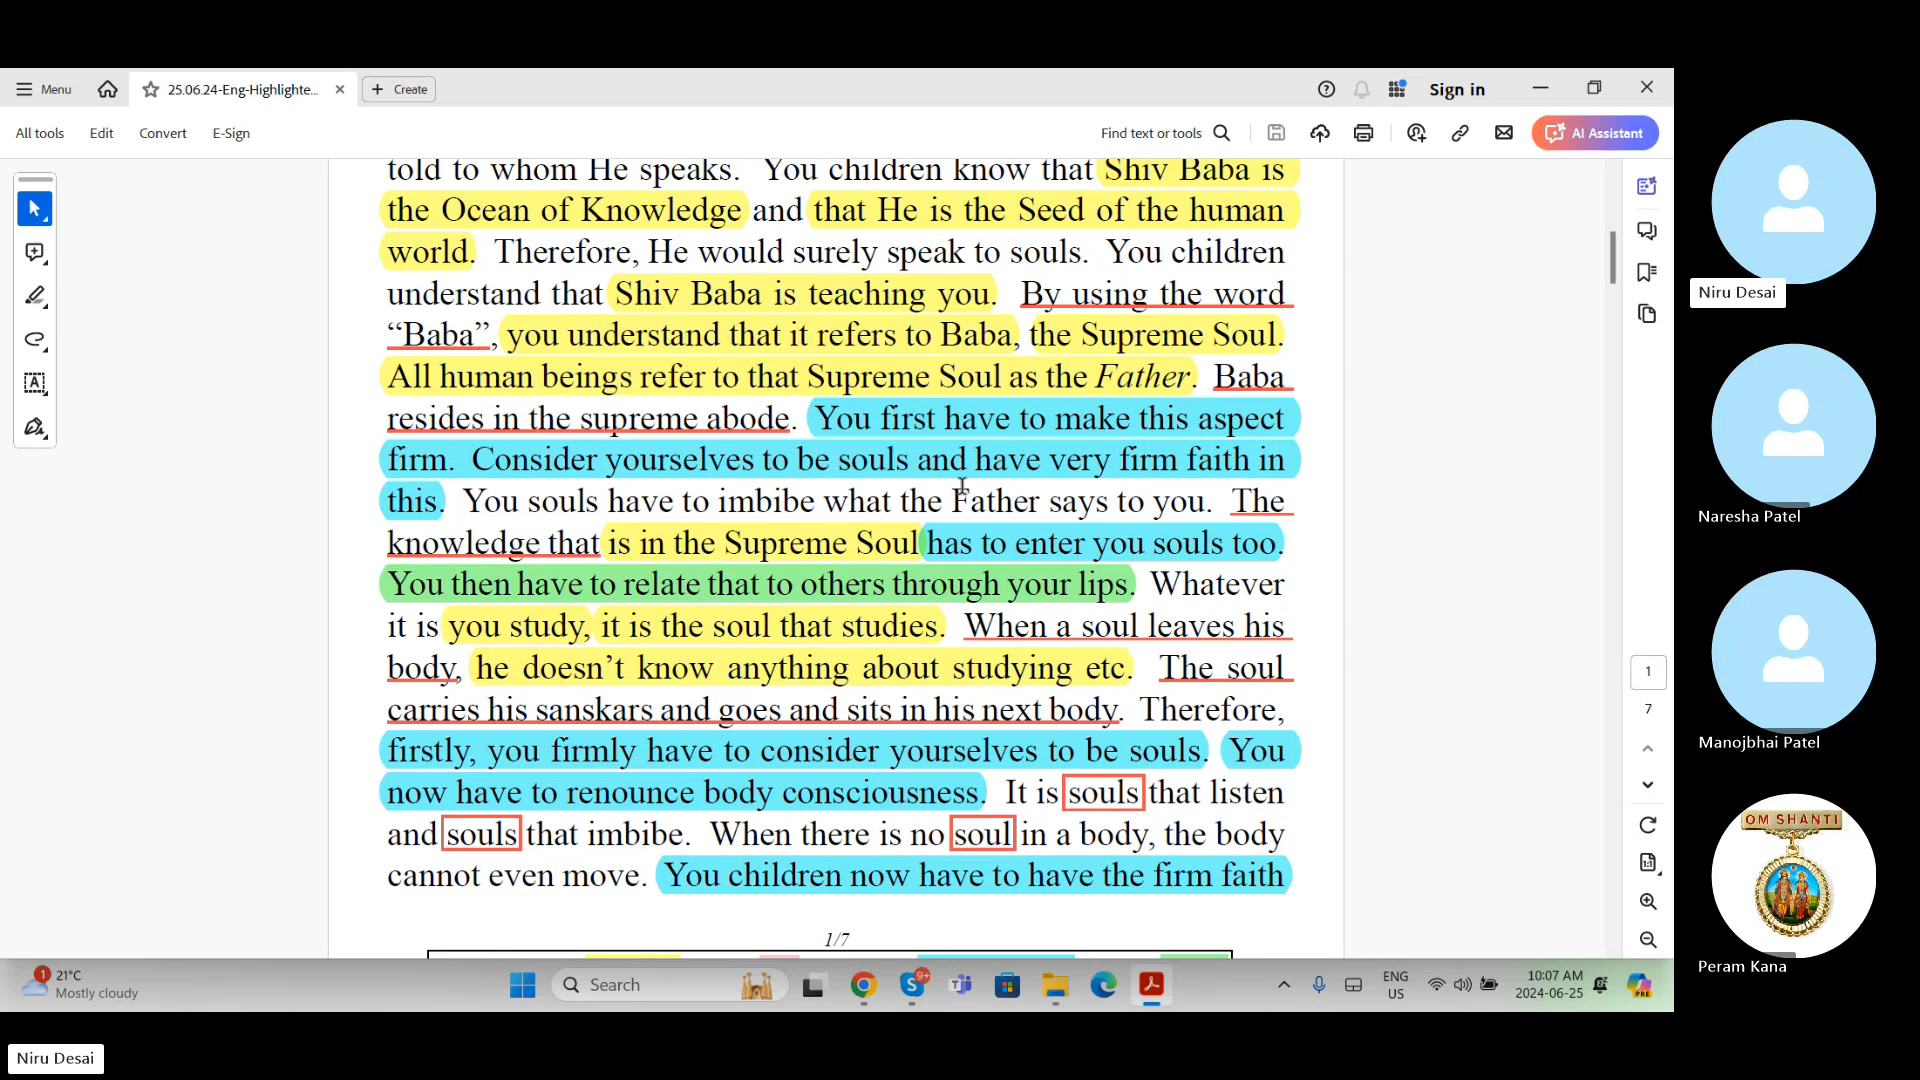 Menu
25.06.24-Eng-Highlighte...
Create
Sign in
All tools
Edit
Convert
E-Sign
Find text or tools
AI Assistant
told to whom He speaks. You children know that Shiv Baba is
the Ocean of Knowledge and that He is the Seed of the human
world. Therefore, He would surely speak to souls. You children
understand that Shiv Baba is teaching you. By using the word
“Baba”, you understand that it refers to Baba, the Supreme Soul.
All human beings refer to that Supreme Soul as the Father. Baba
resides in the supreme abode. You first have to make this aspect
firm. Consider yourselves to be souls and have very firm faith in
this. You souls have to imbibe what the Father says to you. The
knowledge that is in the Supreme Soul has to enter you souls too.
You then have to relate that to others through your lips. Whatever
it is you study, it is the soul that studies. When a soul leaves his
body, he doesn’t know anything about studying etc. The soul
carries his sanskars and goes and sits in his next body. Therefore,
firstly, you firmly have to consider yourselves to be souls. You
now have to renounce body consciousness. It is souls that listen
and souls that imbibe. When there is no soul in a body, the body
cannot even move. You children now have to have the firm faith
1/7
1
7
1:1
Niru Desai
Naresha Patel
Manojbhai Patel
OM SHANTI
Peram Kana
1
21°C
Mostly cloudy
Search
9+
ENG
US
10:07 AM
2024-06-25
PRE
Niru Desai